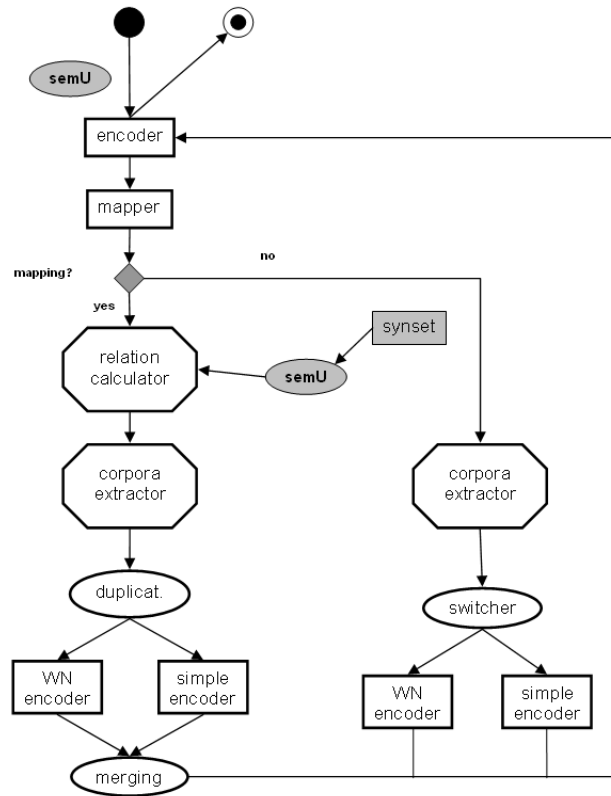 semU
encoder
mapper
no
mapping?
yes
synset
relation
calculator
semU
corpora
extractor
corpora
extractor
duplicat.
switcher
WN
encoder
simple
encoder
WN
encoder
simple
encoder
merging